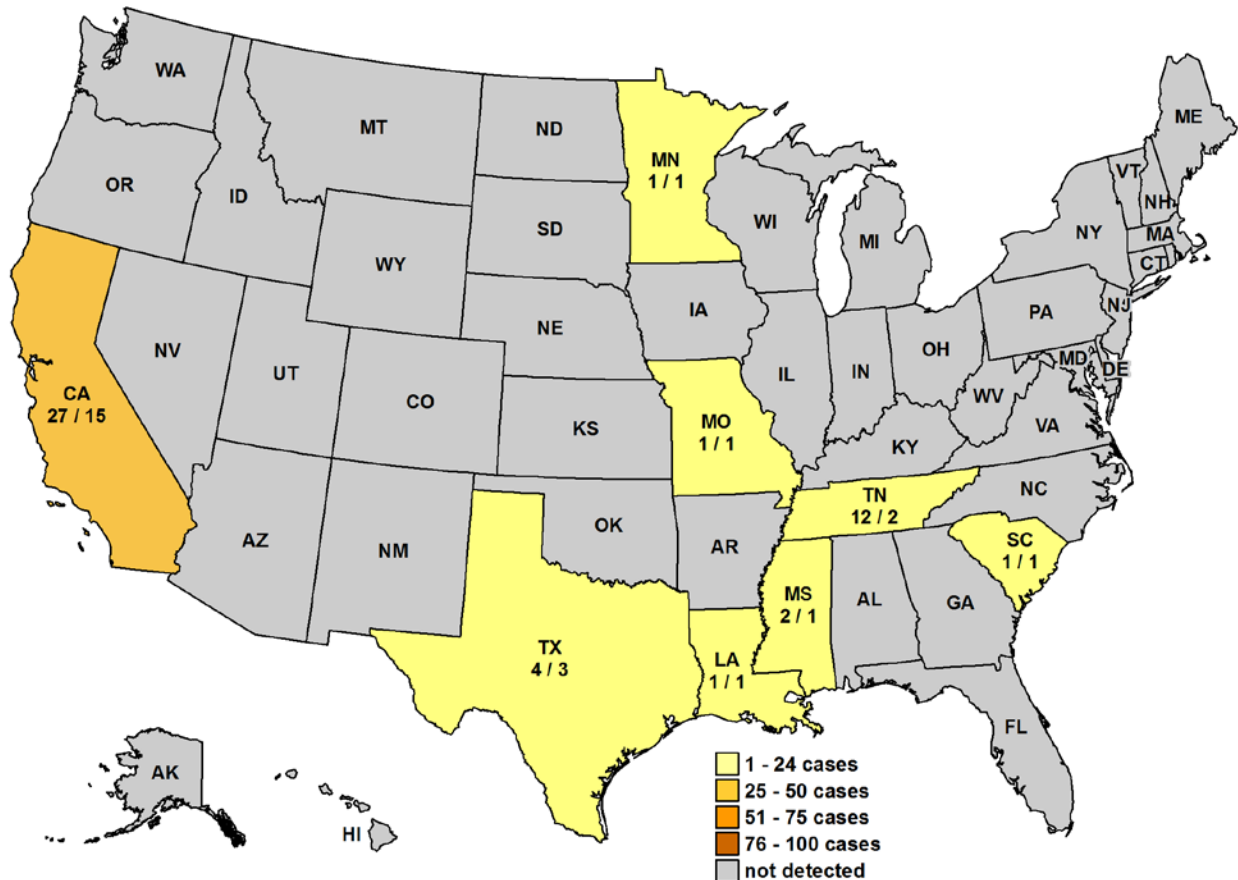 WA
MT
ND
MN
1 / 1
ME
OR
ID
SD
WI
MI
VT
NH
NY
MA
CT
WY
IA
PA
NJ
NE
NV
UT
IL
IN
OH
MD
DE
WV
CA
27 / 15
CO
KS
MO
1 / 1
KY
VA
AZ
NM
OK
AR
TN
12 / 2
NC
SC
1 / 1
MS
2 / 1
AL
GA
TX
4 / 3
LA
1 / 1
FL
AK
HI
1 - 24 cases
25 - 50 cases
51 - 75 cases
76 - 100 cases
not detected